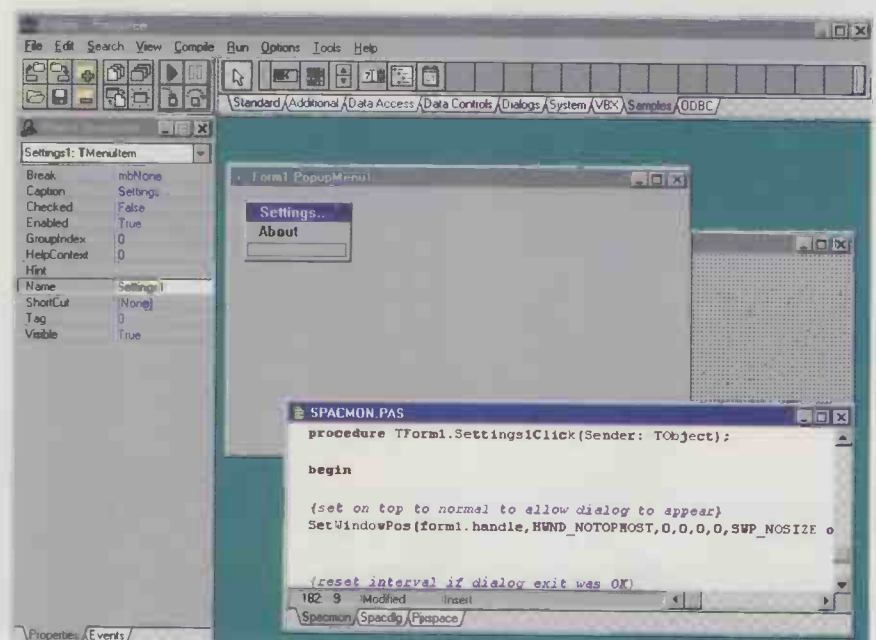 File Edit Search View Compile Run Options Tools Help
Standard Additional Data Access Data Controls Dialogs System VBX Samples ODBC
Settings1: TMenuItem
Break mbNone
Caption Settings..
Checked False
Enabled True
GroupIndex 0
HelpContext 0
Hint
Name Settings1
ShortCut (None)
Tag 0
Visible True
Properties Events
Form1.PopupMenu1
Settings..
About
SPACMON.PAS
procedure TForm1.Settings1Click(Sender: TObject);
begin
{set on top to normal to allow dialog to appear}
SetWindowPos(form1.handle,HWND_NOTOPMOST,0,0,0,0,SWP_NOSIZE o
{reset interval if dialog exit was OK}
182 9 Modified Insert
Spacmon Spacdlg